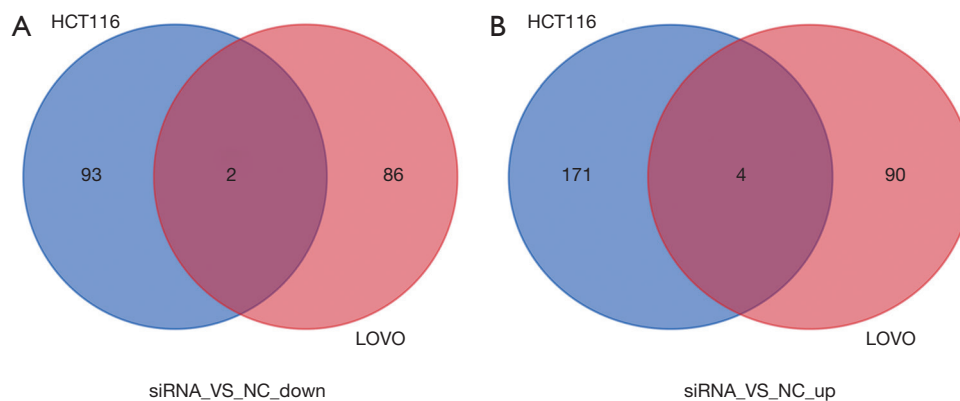 A
HCT116
93
2
86
LOVO
siRNA_VS_NC_down
B
HCT116
171
4
90
LOVO
siRNA_VS_NC_up